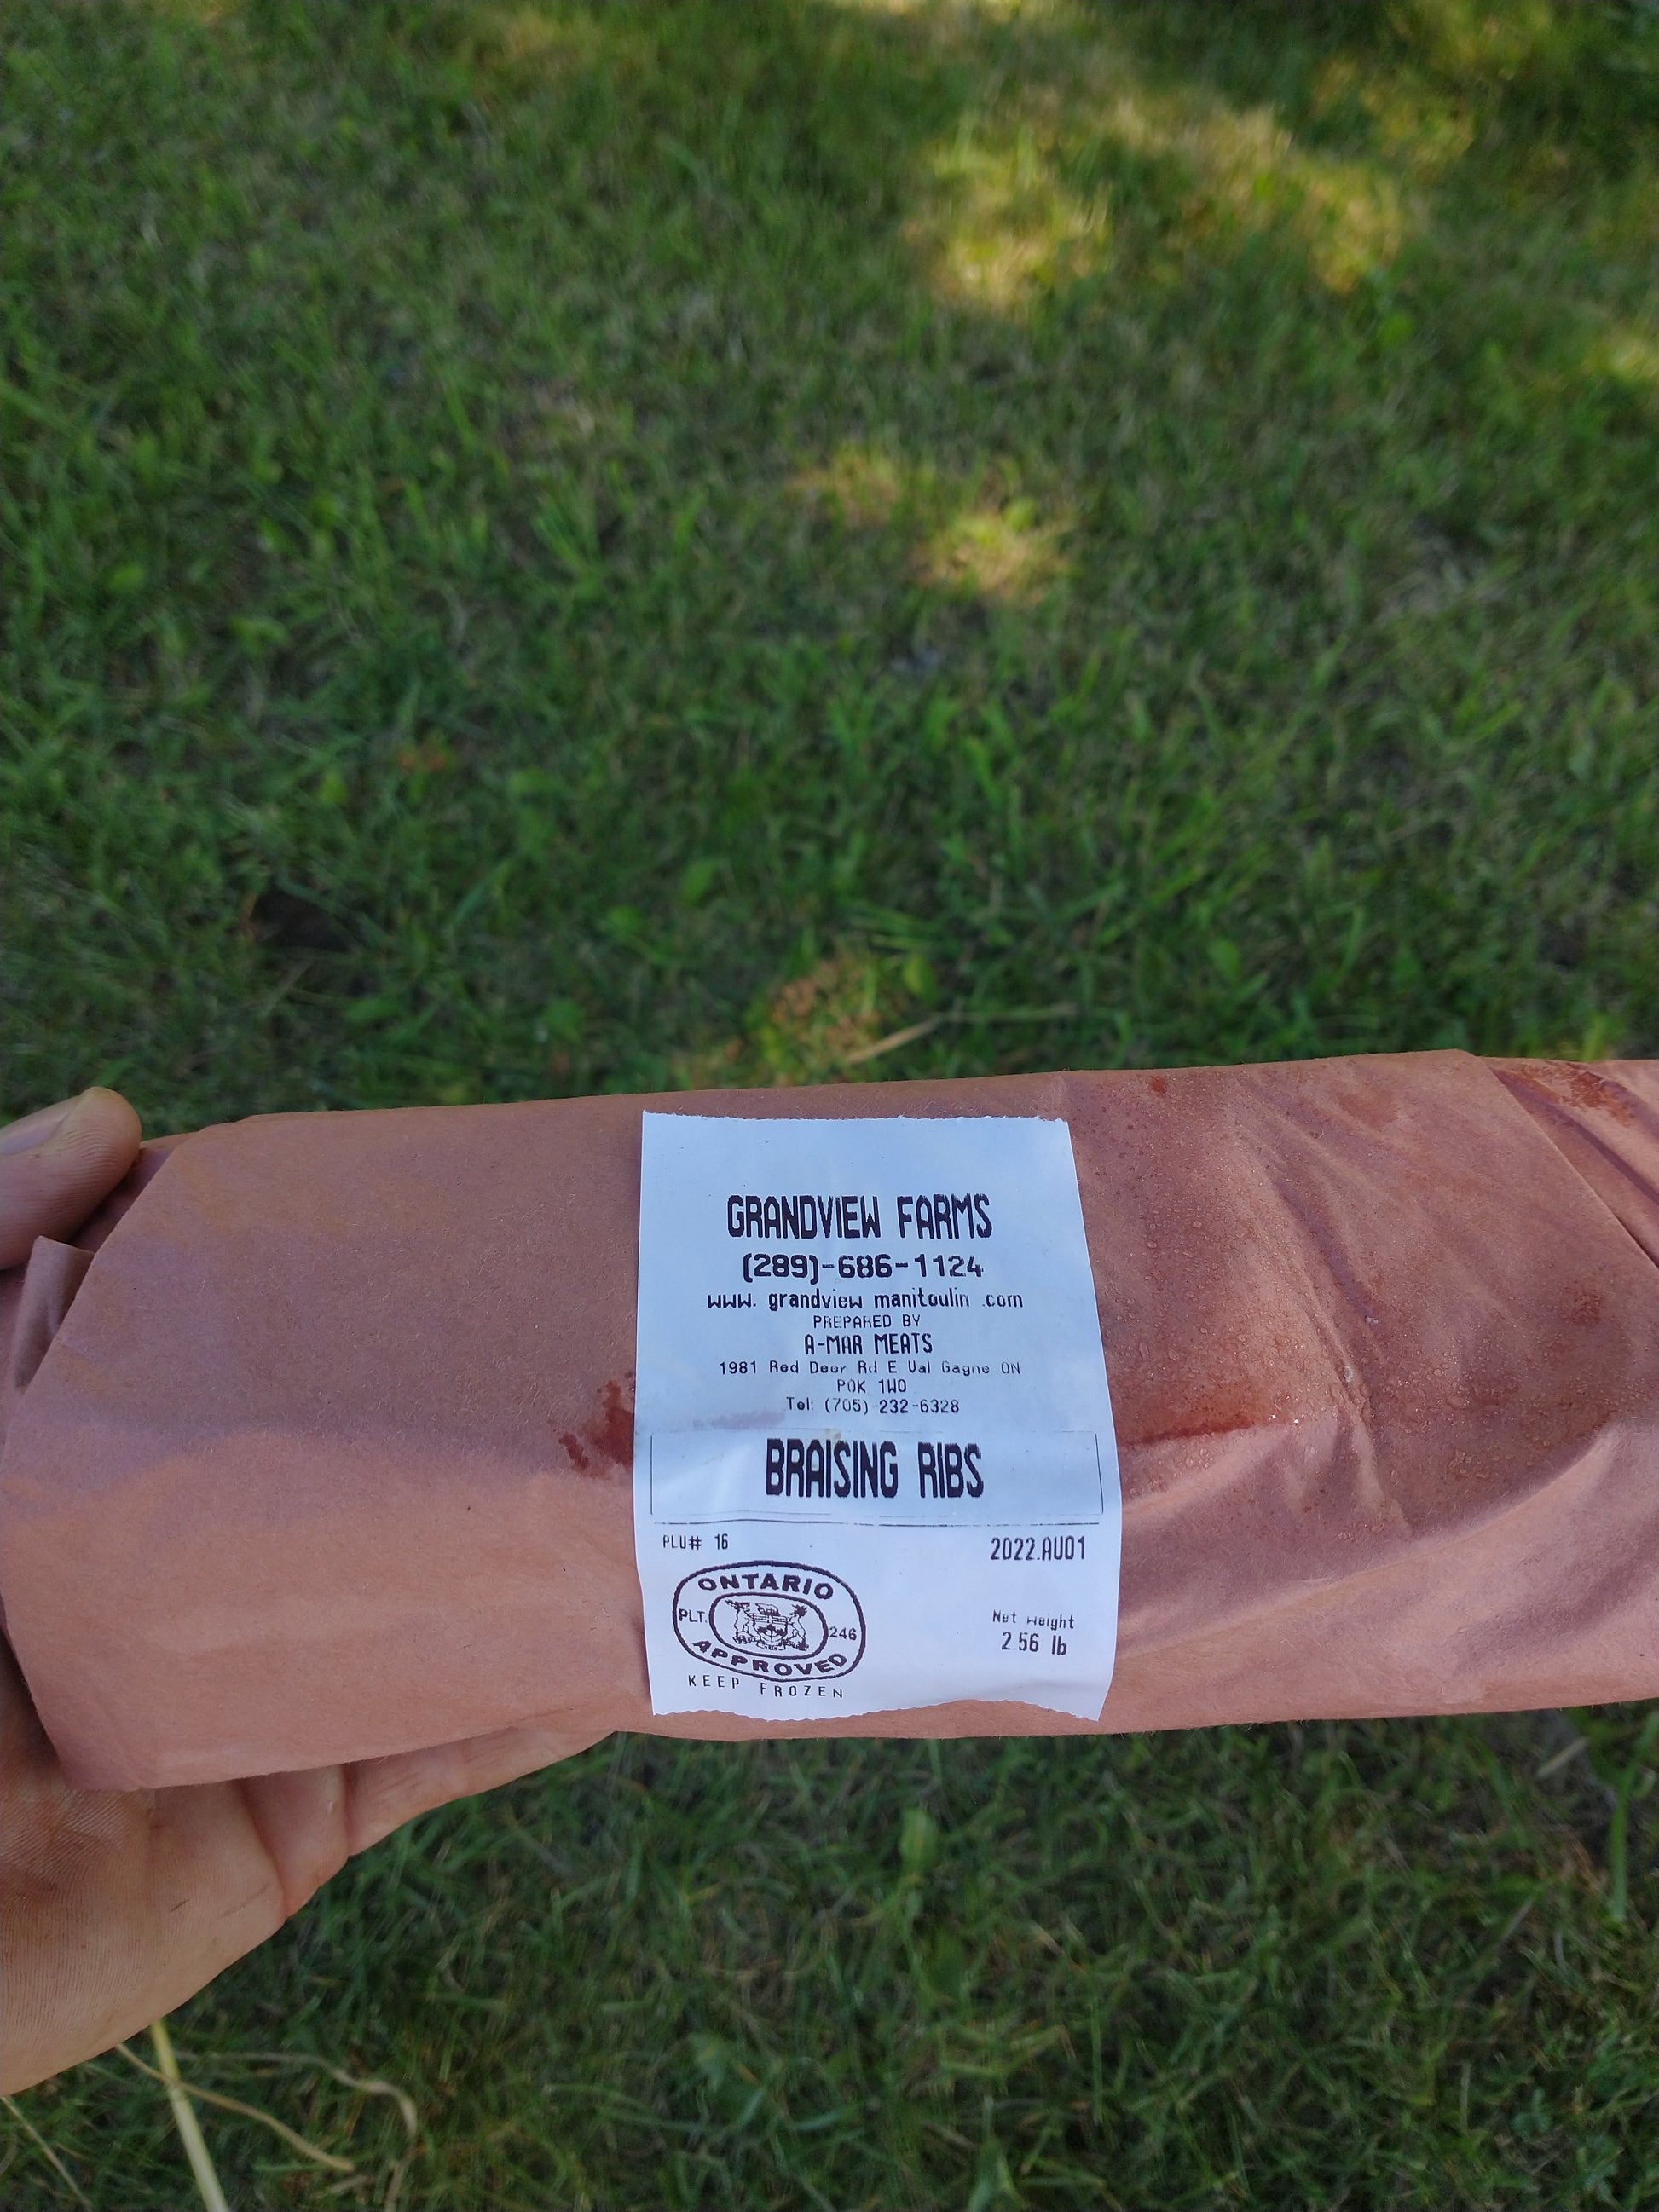 GRANDVIEW FARMS
(289)-686-1124
www. grandview manitoulin .com
PREPARED BY
A-MAR MEATS
1981 Red Deer Rd E Val Gagne ON
P0K 1W0
Tel: (705) 232-6328
BRAISING RIBS
PLU# 16
2022.AU01
ONTARIO
PLT. 246
APPROVED
Net weight
2.56 lb
KEEP FROZEN